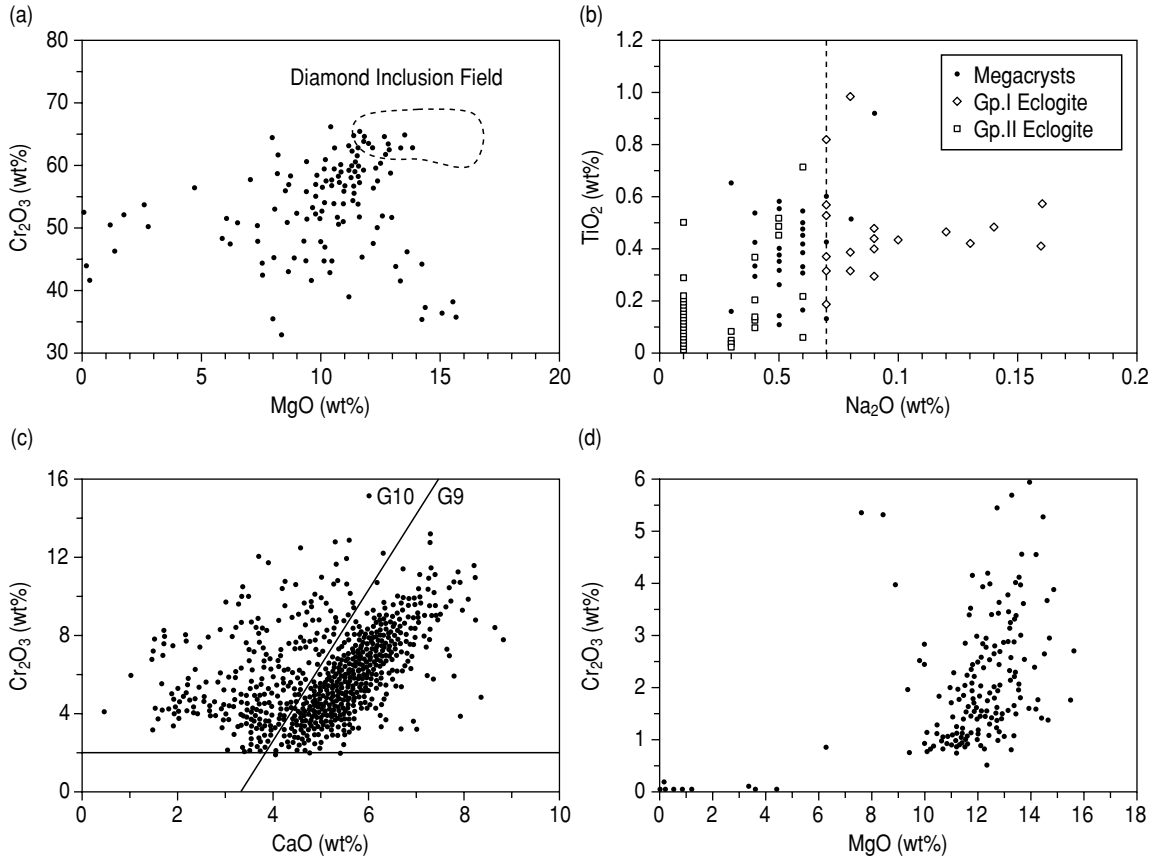 (a)
80
70
60
50
40
30
Cr₂O₃ (wt%)
Diamond Inclusion Field
0
5
10
15
20
MgO (wt%)
(b)
1.2
1.0
0.8
0.6
0.4
0.2
0
TiO₂ (wt%)
Megacrysts
Gp.I Eclogite
Gp.II Eclogite
0
0.5
0.1
0.15
0.2
Na₂O (wt%)
(c)
16
12
8
4
0
Cr₂O₃ (wt%)
G10
G9
0
2
4
6
8
10
CaO (wt%)
(d)
6
5
4
3
2
1
0
Cr₂O₃ (wt%)
0
2
4
6
8
10
12
14
16
18
MgO (wt%)